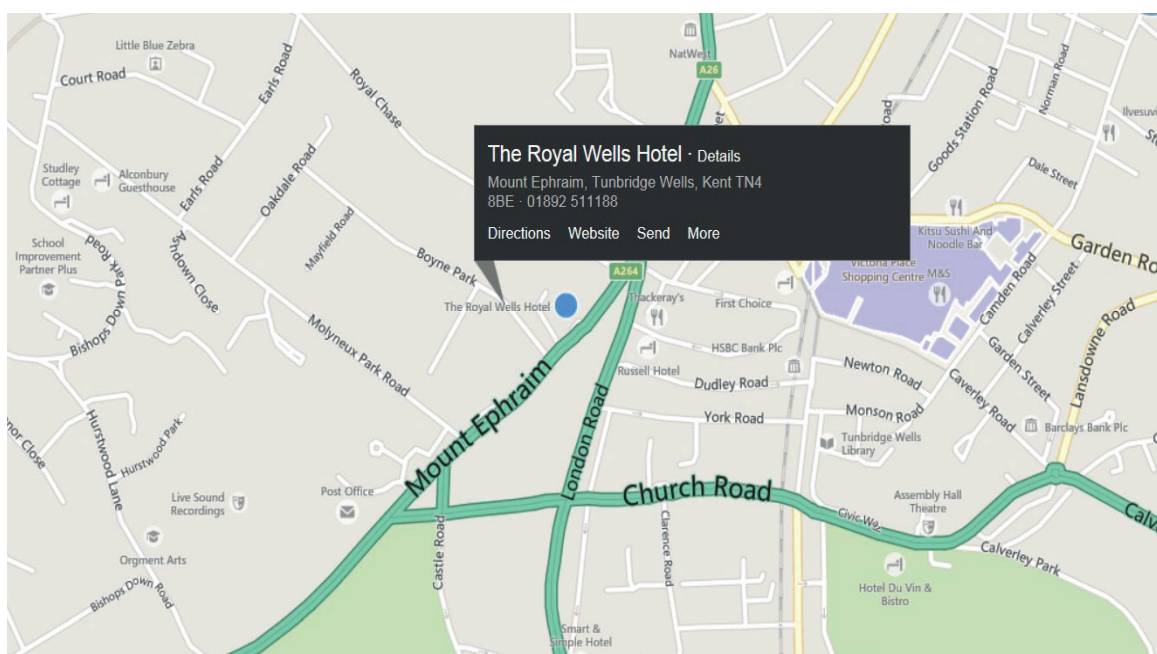 Little Blue Zebra
Court Road
Earls Road
Royal Chase
NatWest
A26
Road
Goods Station Road
Norman Road
Dale Street
Studley
Cottage
Alconbury
Guesthouse
Earls Road
Oakdale Road
Mayfield Road
Ashdown Close
The Royal Wells Hotel · Details
Mount Ephraim, Tunbridge Wells, Kent TN4
8BE · 01892 511188
Directions Website Send More
Kitsu Sushi And
Noodle Bar
Victoria Place
Shopping Centre
M&S
Garden Ro
Camden Road
Calverley Street
Garden Street
Lansdowne Road
School
Improvement
Partner Plus
Bishops Down Park Road
Boyne Park
The Royal Wells Hotel
A264
Thackeray's
First Choice
HSBC Bank Plc
Russell Hotel
Dudley Road
York Road
Newton Road
Monson Road
Caverley Road
Barclays Bank Plc
Tunbridge Wells
Library
Molyneux Park Road
Mount Ephraim
London Road
Church Road
nor Close
Hurstwood Lane
Hurstwood Park
Live Sound
Recordings
Post Office
Orgment Arts
Bishops Down Road
Castle Road
Clarence Road
Assembly Hall
Theatre
Calverley Park
Hotel Du Vin &
Bistro
Smart &
Simple Hotel